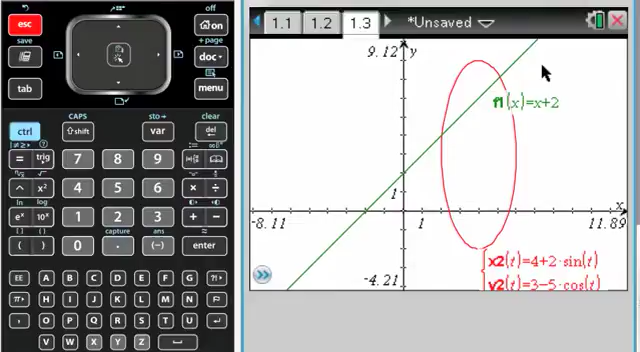 off
esc
on
save
+ page
doc
tab
menu
CAPS
sto→
clear
ctrl
⇧shift
var
del
trig
7
8
9
x²
4
5
6
×
÷
ln
log
eˣ
10ˣ
1
2
3
+
−
capture
ans
(
)
0
.
(−)
enter
EE
A
B
C
D
E
F
G
?!
π
H
I
J
K
L
M
N
,
O
P
Q
R
S
T
U
V
W
X
Y
Z
1.1 1.2 1.3 *Unsaved
9.12 y
f1(x)=x+2
1
x
-8.11 1 11.89
x2(t)=4+2·sin(t)
-4.21 y2(t)=3−5·cos(t)